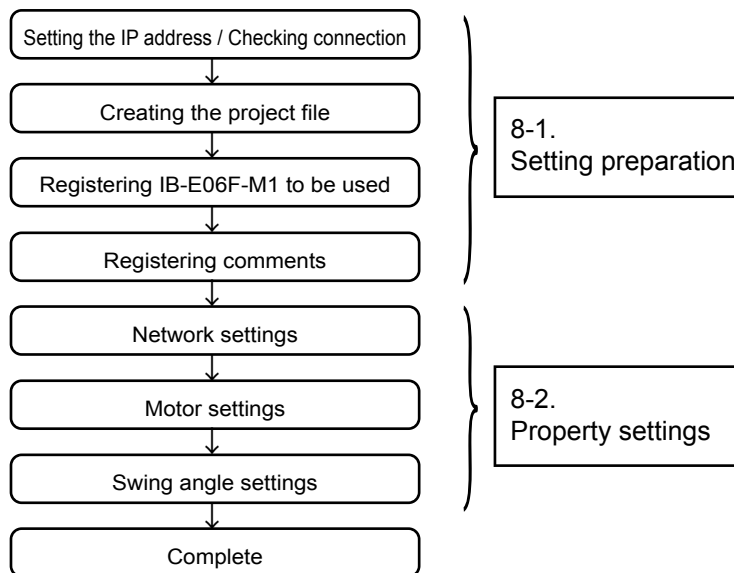 Setting the IP address / Checking connection
Creating the project file
Registering IB-E06F-M1 to be used
Registering comments
8-1.
Setting preparation
Network settings
Motor settings
Swing angle settings
Complete
8-2.
Property settings